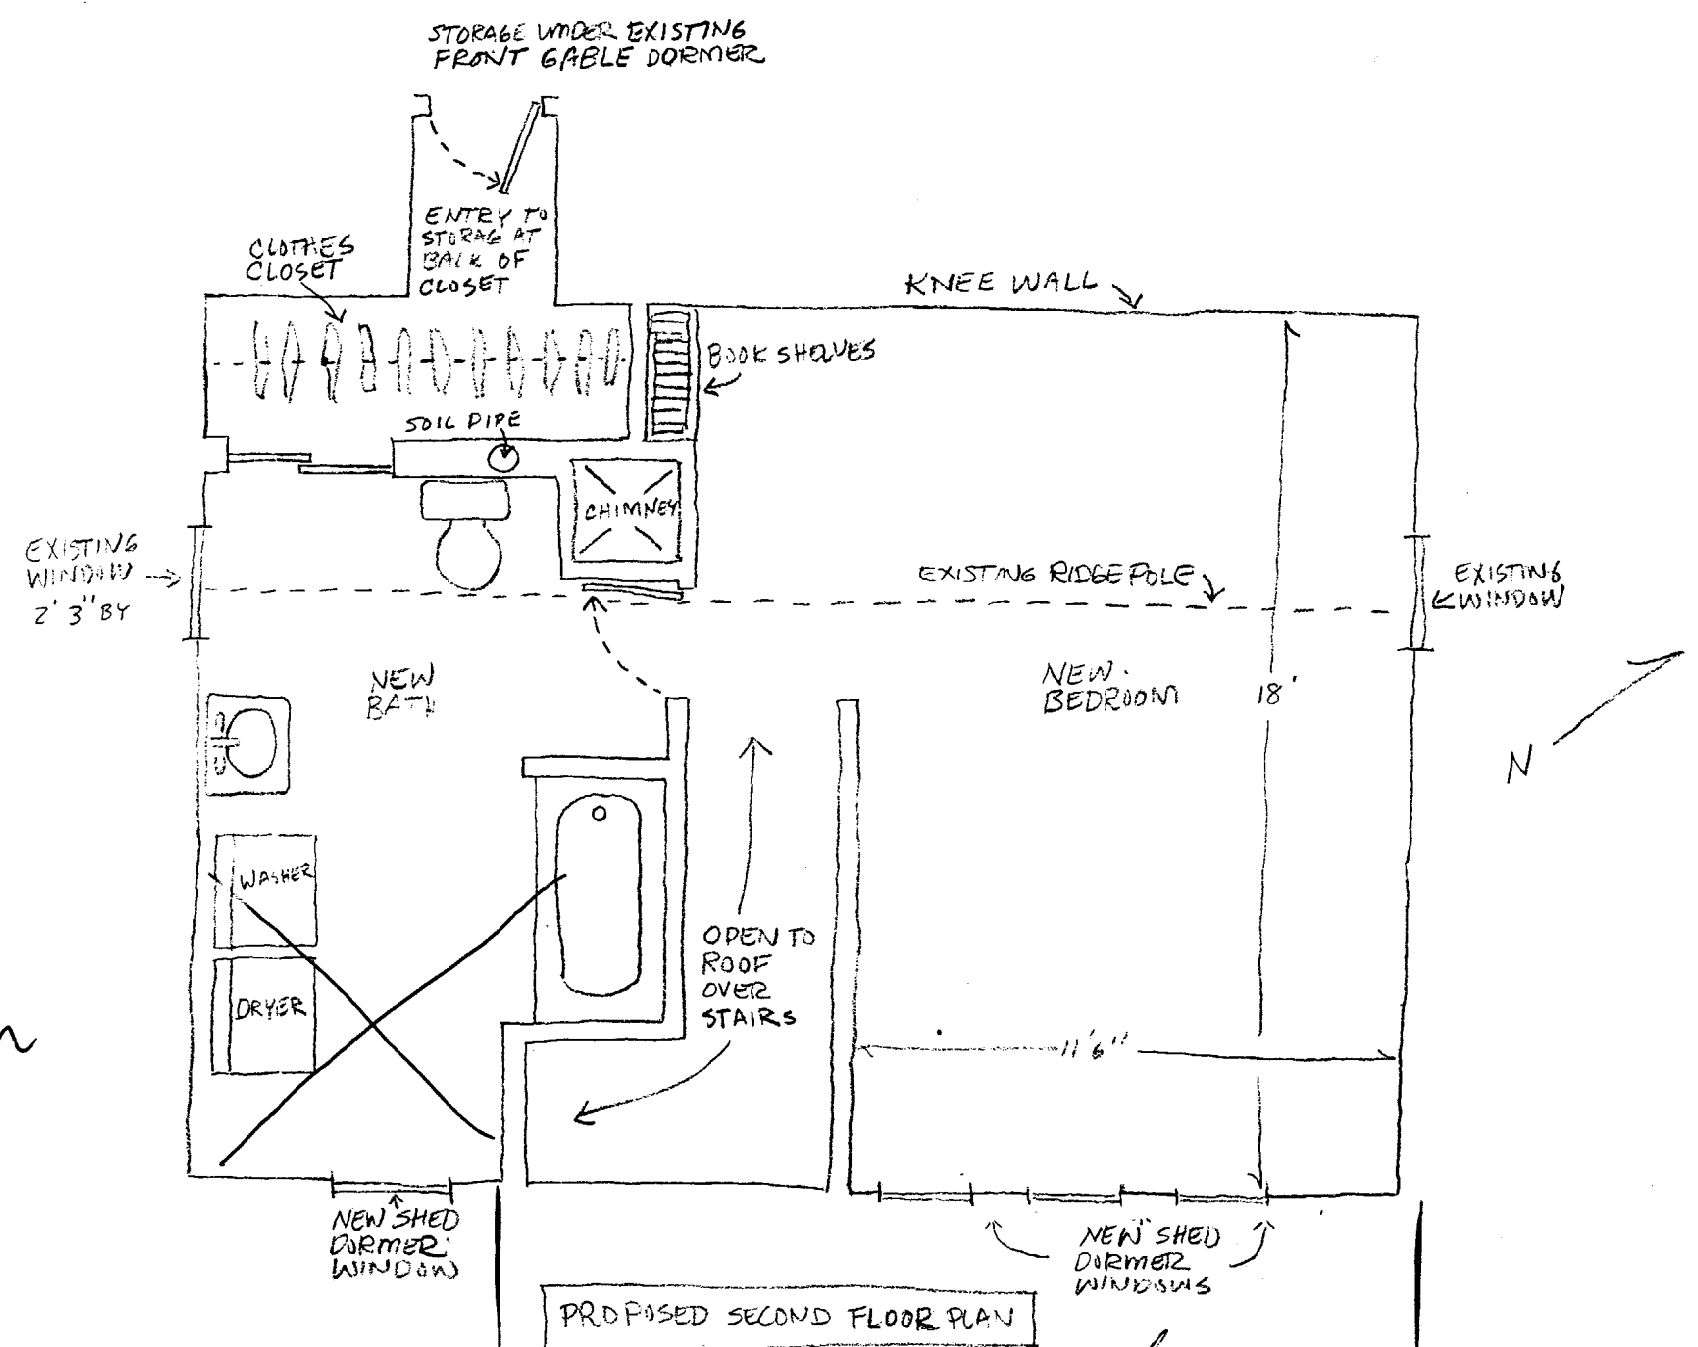 STORAGE UNDER EXISTING
FRONT GABLE DORMER
ENTRY TO
STORAG AT
BACK OF
CLOSET
CLOTHES
CLOSET
KNEE WALL
BOOK SHELVES
SOIL PIPE
CHIMNEY
EXISTING
WINDOW
2' 3" BY
EXISTING RIDGE POLE
EXISTING
WINDOW
NEW
BATH
NEW
BEDROOM
18'
N
WASHER
DRYER
OPEN TO
ROOF
OVER
STAIRS
11'6"
NEW SHED
DORMER
WINDOW
NEW SHED
DORMER
WINDOWS
PROPOSED SECOND FLOOR PLAN